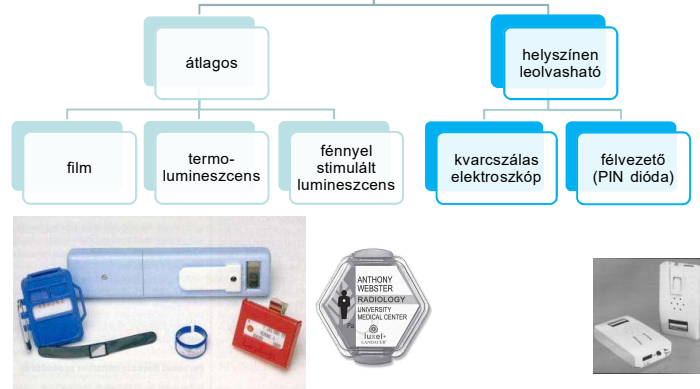 átlagos
helyszínen
leolvasható
film
termo-
lumineszcens
fénnyel
stimulált
lumineszcens
kvarcszálas
elektroszkóp
félvezető
(PIN dióda)
ANTHONY
WEBSTER
RADIOLOGY
UNIVERSITY
MEDICAL CENTER
luxel+
LANDAUER